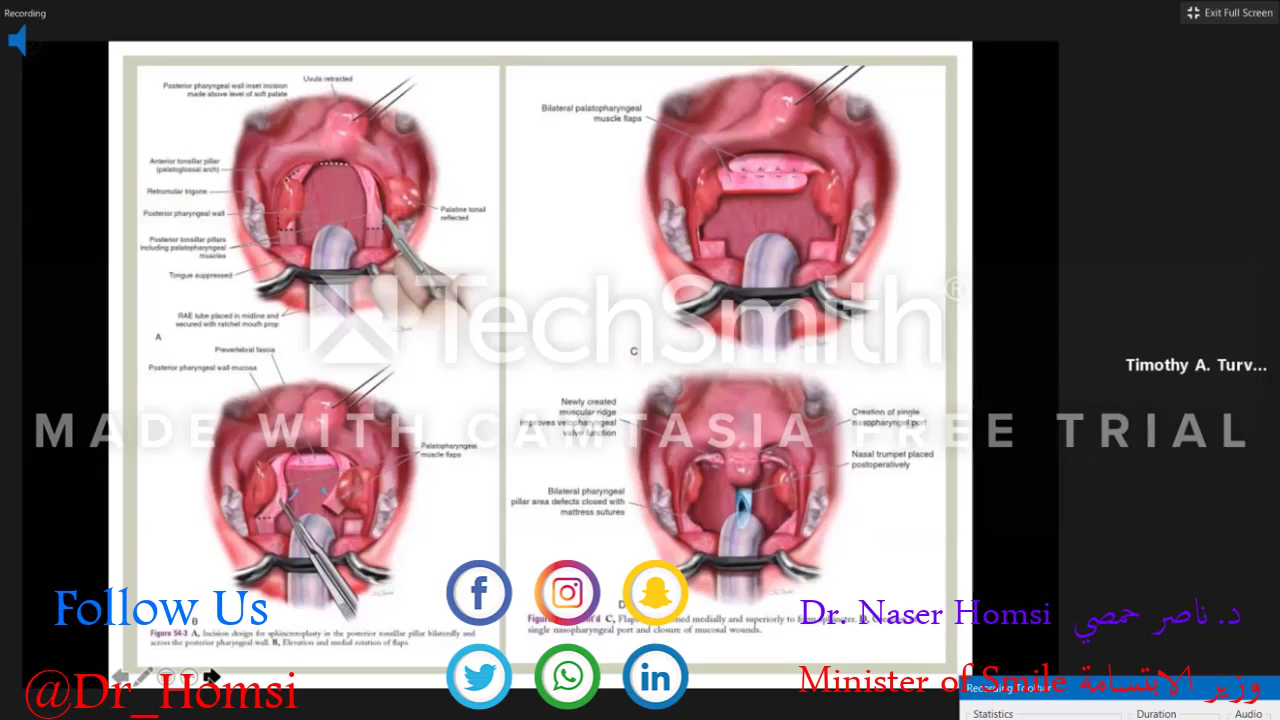 Recording
Exit Full Screen
Uvula retracted
Posterior pharyngeal wall inset incision
made above level of soft palate
Anterior tonsillar pillar
(palatoglossal arch)
Retromolar trigone
Posterior pharyngeal wall
Posterior tonsillar pillars
including palatopharyngeal
muscles
Tongue suppressed
RAE tube placed in midline and
secured with ratchet mouth prop
Palatine tonsil
reflected
A
Bilateral palatopharyngeal
muscle flaps
C
TechSmith®
Timothy A. Turv...
MADE WITH CAMTASIA FREE TRIAL
Prevertebral fascia
Posterior pharyngeal wall mucosa
Palatopharyngeal
muscle flaps
B
Newly created
muscular ridge
improves velopharyngeal
valve function
Creation of single
nasopharyngeal port
Nasal trumpet placed
postoperatively
Bilateral pharyngeal
pillar area defects closed with
mattress sutures
D
Figure 54-3 A, Incision design for sphincteroplasty in the posterior tonsillar pillar bilaterally and
across the posterior pharyngeal wall. B, Elevation and medial rotation of flaps.
single nasopharyngeal port and closure of mucosal wounds.
Follow Us
@Dr_Homsi
Dr. Naser Homsi د. ناصر حمصي
Minister of Smile وزير الابتسامة
Recording Toolbar
Statistics
Duration
Audio